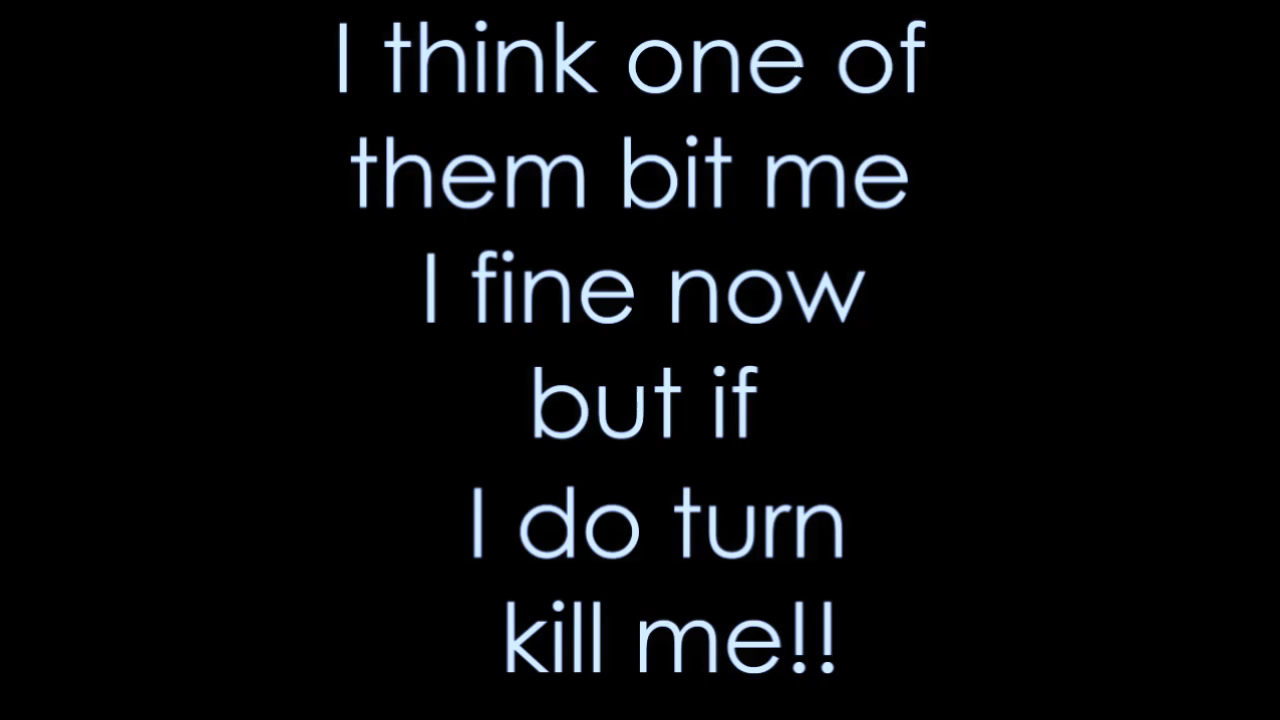 I think one of
them bit me
I fine now
but if
I do turn
kill me!!